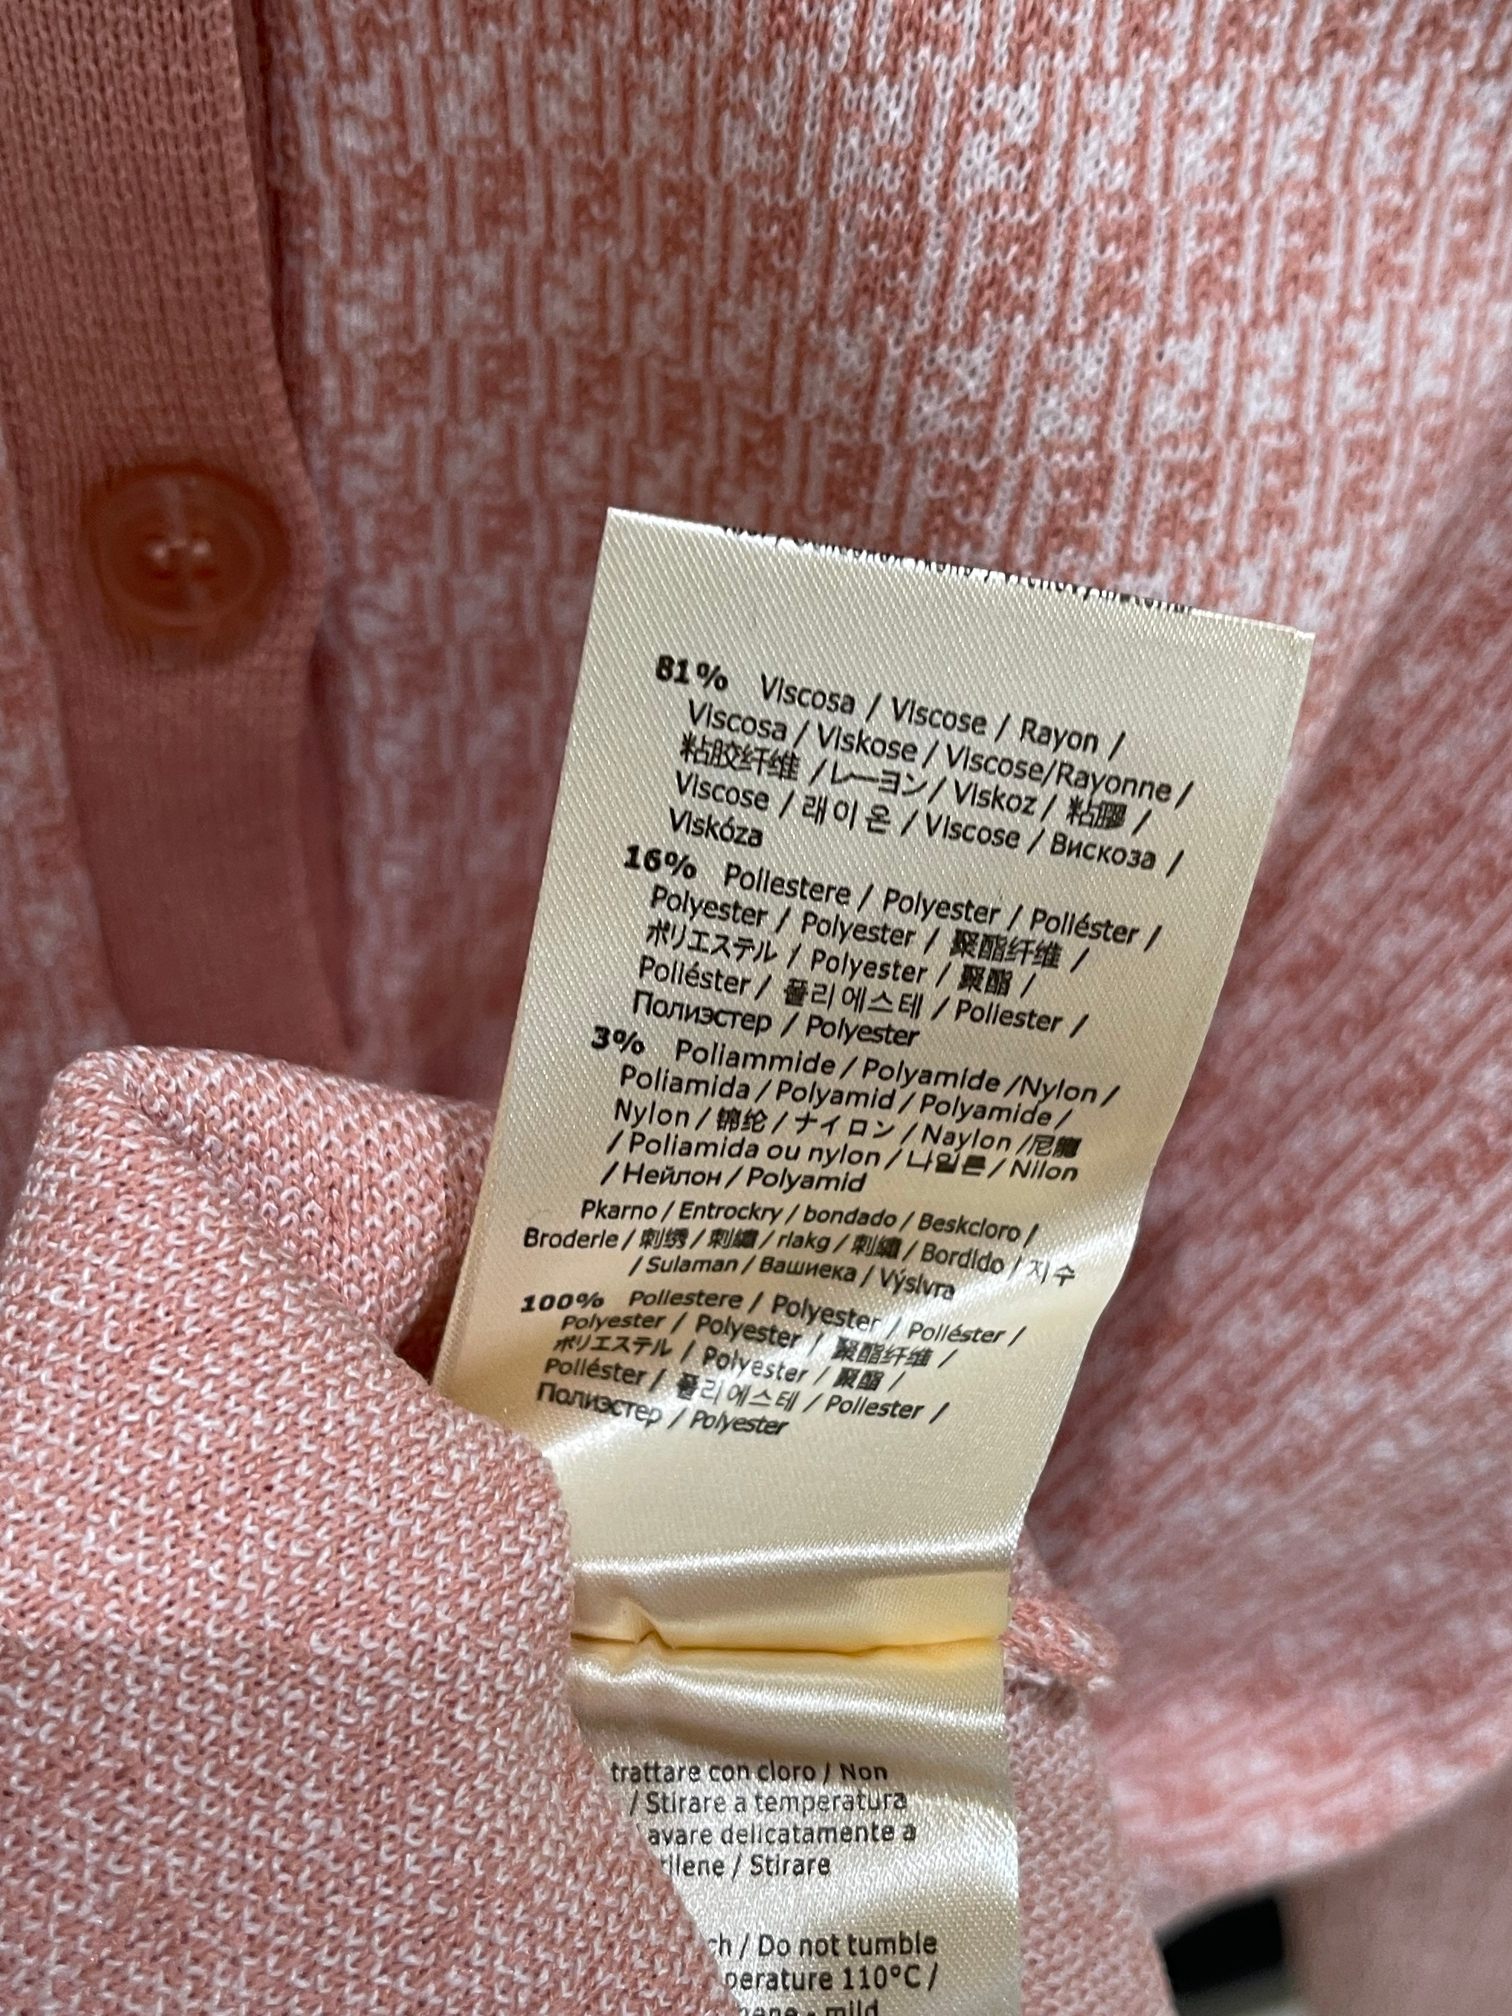 81% Viscosa / Viscose / Rayon /
Viscosa / Viskose / Viscose/Rayonne /
粘胶纤维 /レーヨン/ Viskoz / 粘膠 /
Viscose / 래이온 / Viscose / Вискоза /
Viskóza
16% Poliestere / Polyester / Poliéster /
Polyester / Polyester / 聚酯纤维 /
ポリエステル / Polyester / 聚酯 /
Poliéster / 폴리에스테 / Poliester /
Полиэстер / Polyester
3% Poliammide / Polyamide /Nylon /
Poliamida / Polyamid / Polyamide /
Nylon / 锦纶 / ナイロン / Naylon /尼龍
/ Poliamida ou nylon / 나일론 / Nilon
/ Нейлон / Polyamid
Pkarno / Entrockry / bondado / Beskcloro /
Broderie / 刺绣 / 刺繡 / rlakg / 刺繡 / Bordido / 지수
/ Sulaman / Вашиека / Výslvra
100% Poliestere / Polyester / Poliéster /
Polyester / Polyester / 聚酯纤维 /
ポリエステル / Polyester / 聚酯 /
Poliéster / 폴리에스테 / Poliester /
Полиэстер / Polyester
trattare con cloro / Non
/ Stirare a temperatura
avare delicatamente a
tilene / Stirare
ch / Do not tumble
perature 110°C /
mild